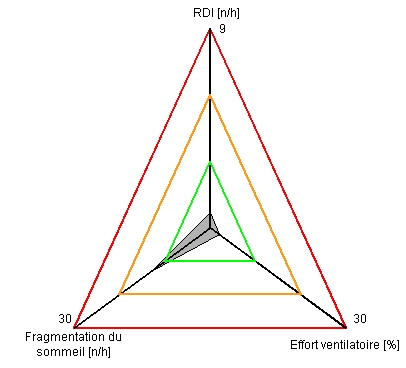 RDI [n/h]
9
30
30
Fragmentation du
sommeil [n/h]
Effort ventilatoire [%]